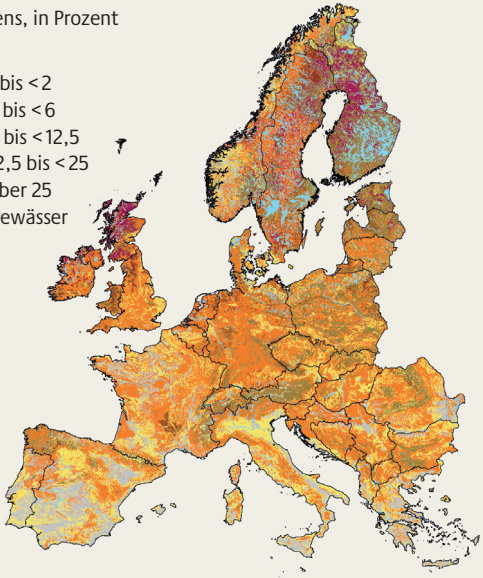 ens, in Prozent
bis <2
bis <6
bis <12,5
2,5 bis <25
ber 25
ewässer